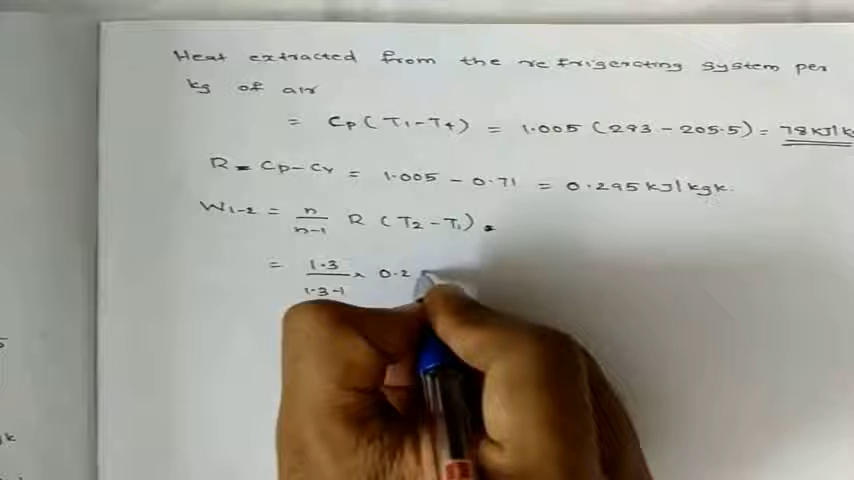 Heat extracted from the refrigerating system per
kg of air
= Cp (T1-T4) = 1.005 (293-205.5) = 78 kJ/k
R = Cp-Cv = 1.005 - 0.71 = 0.295 kJ/kgk.
W1-2 = n/n-1 R (T2-T1)
= 1.3/1.3-1 × 0.2
k